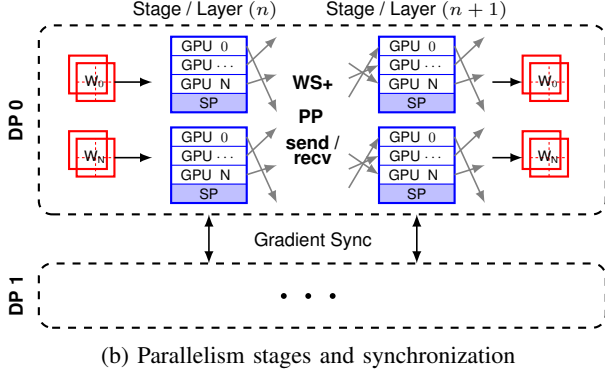 Stage / Layer (n)
Stage / Layer (n + 1)
DP 0
W₀
GPU 0
GPU ...
GPU N
SP
WS+
PP
send /
recv
GPU 0
GPU ...
GPU N
SP
W₀
W_N
GPU 0
GPU ...
GPU N
SP
GPU 0
GPU ...
GPU N
SP
W_N
Gradient Sync
DP 1
. . .
(b) Parallelism stages and synchronization